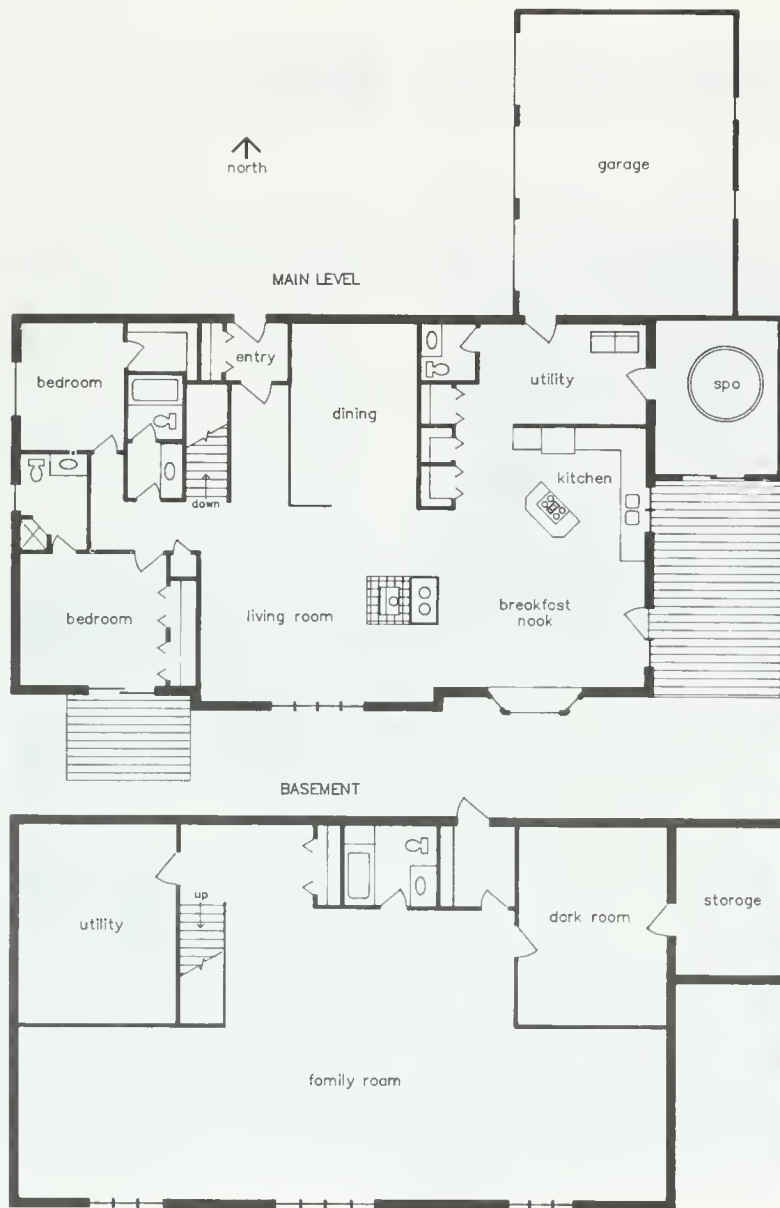 garage
north
MAIN LEVEL
entry
bedroom
utility
spa
dining
kitchen
down
bedroom
living room
breakfast
nook
BASEMENT
up
utility
dark room
storage
family room